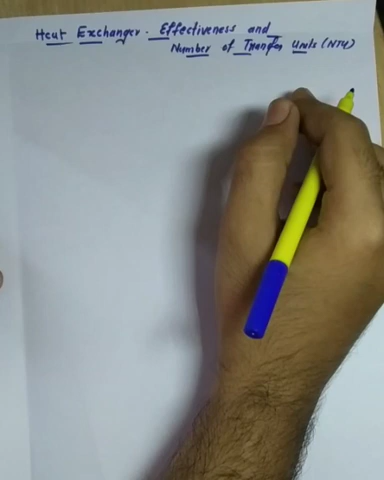 Heat Exchanger. Effectiveness and
Number of Transfer Units (NTU)